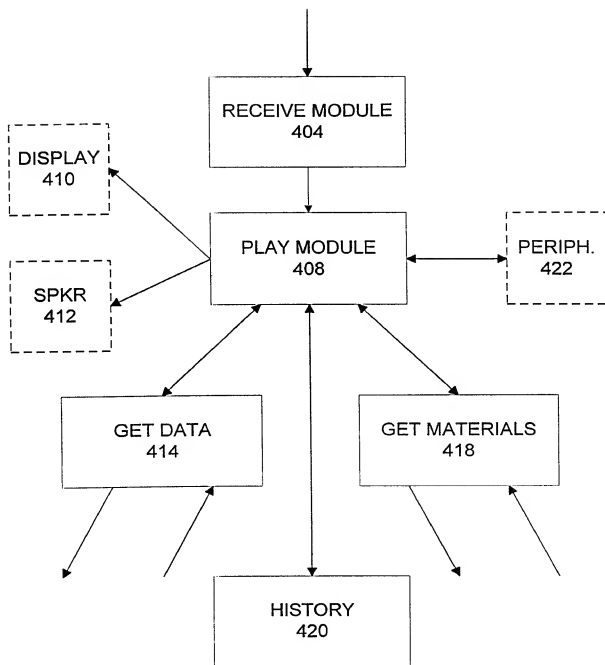 RECEIVE MODULE
404
DISPLAY
410
PLAY MODULE
408
PERIPH.
422
SPKR
412
GET DATA
414
GET MATERIALS
418
HISTORY
420